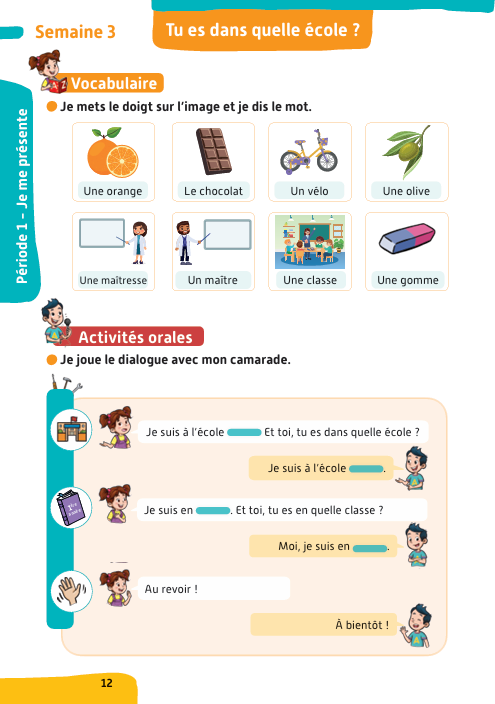 Semaine 3
Tu es dans quelle école ?
Vocabulaire
Je mets le doigt sur l'image et je dis le mot.
Une orange
Le chocolat
Un vélo
Une olive
Une maîtresse
Un maître
Une classe
Une gomme
Période 1 – Je me présente
Activités orales
Je joue le dialogue avec mon camarade.
Je suis à l'école Et toi, tu es dans quelle école ?
Je suis à l'école .
Je suis en . Et toi, tu es en quelle classe ?
Moi, je suis en .
Au revoir !
À bientôt !
12